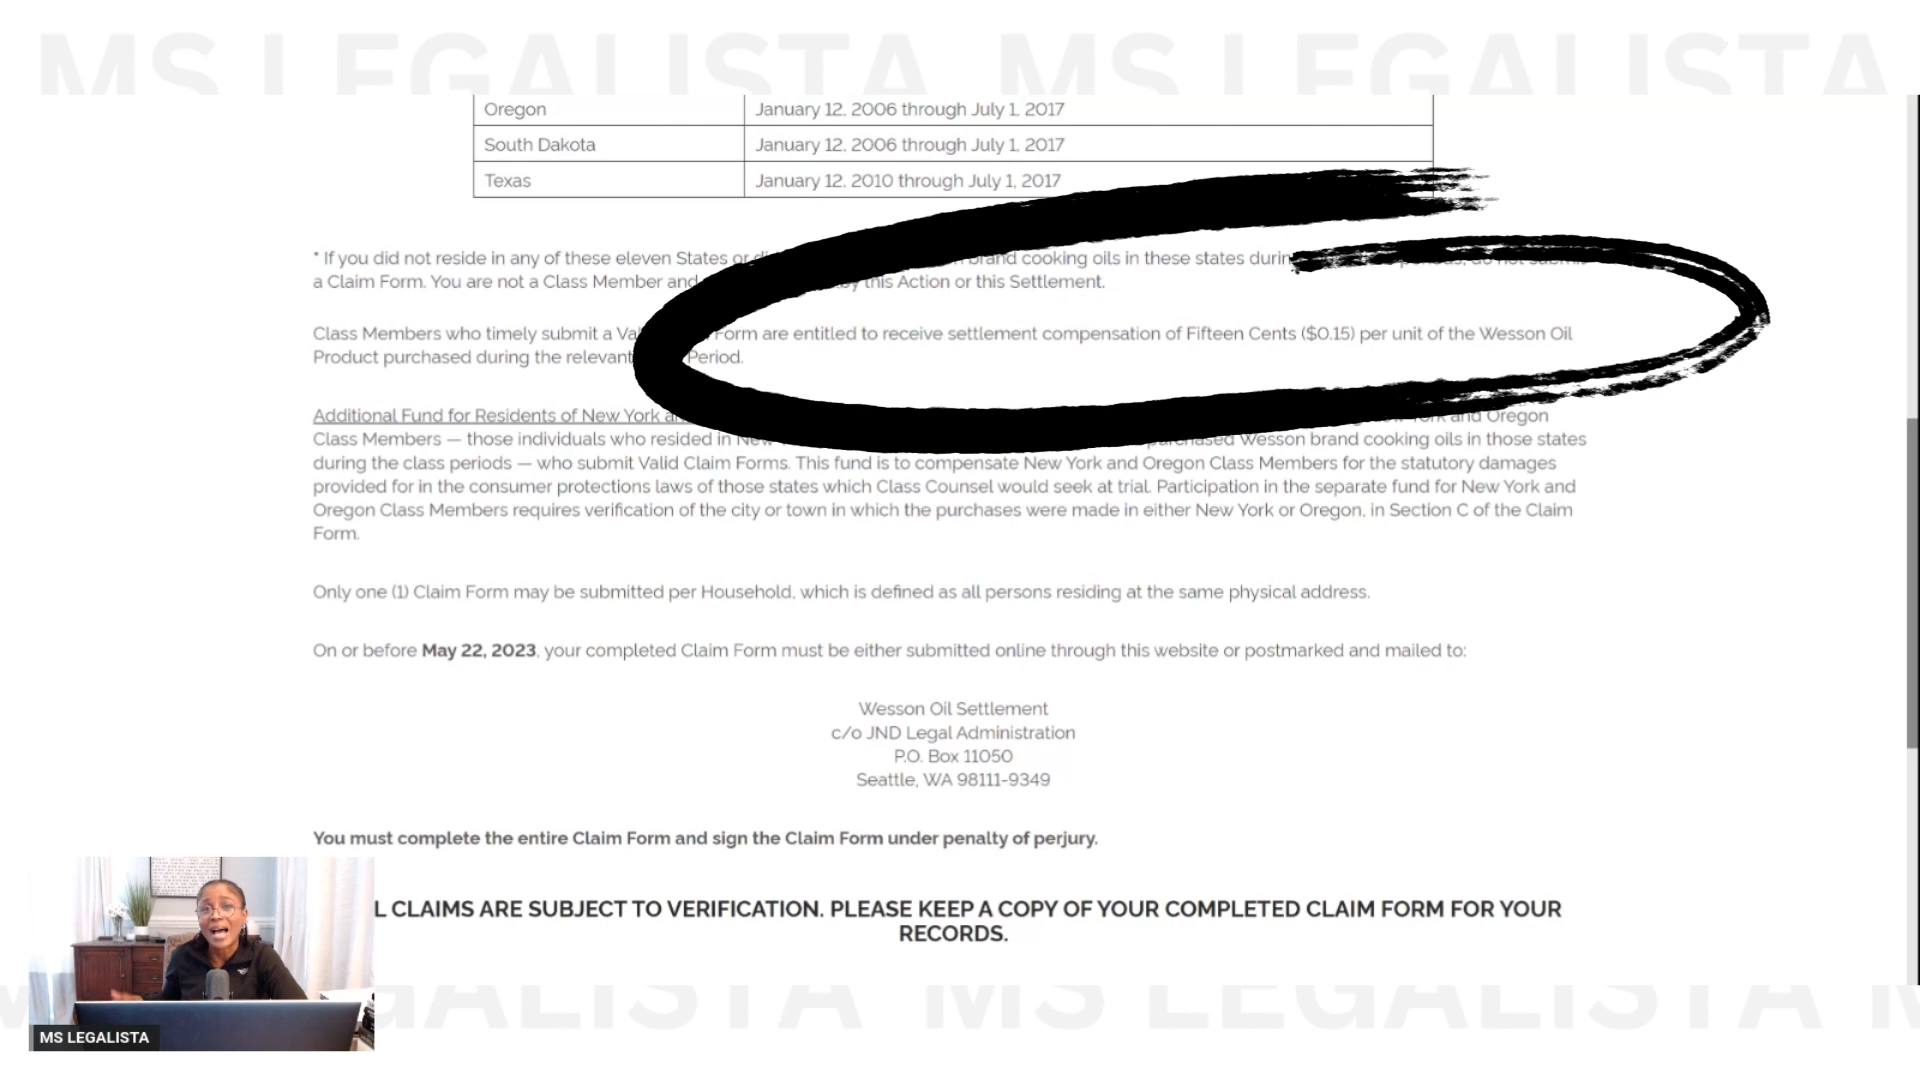 MS LEGALISTA MS LEGALISTA
Oregon January 12, 2006 through July 1, 2017
South Dakota January 12, 2006 through July 1, 2017
Texas January 12, 2010 through July 1, 2017
* If you did not reside in any of these eleven States or brand cooking oils in these states during
a Claim Form. You are not a Class Member and by this Action or this Settlement.
Class Members who timely submit a Form are entitled to receive settlement compensation of Fifteen Cents ($0.15) per unit of the Wesson Oil
Product purchased during the relevant Period.
Additional Fund for Residents of New York and Oregon
Class Members — those individuals who resided in purchased Wesson brand cooking oils in those states
during the class periods — who submit Valid Claim Forms. This fund is to compensate New York and Oregon Class Members for the statutory damages
provided for in the consumer protections laws of those states which Class Counsel would seek at trial. Participation in the separate fund for New York and
Oregon Class Members requires verification of the city or town in which the purchases were made in either New York or Oregon, in Section C of the Claim
Form.
Only one (1) Claim Form may be submitted per Household, which is defined as all persons residing at the same physical address.
On or before May 22, 2023, your completed Claim Form must be either submitted online through this website or postmarked and mailed to:
Wesson Oil Settlement
c/o JND Legal Administration
P.O. Box 11050
Seattle, WA 98111-9349
You must complete the entire Claim Form and sign the Claim Form under penalty of perjury.
L CLAIMS ARE SUBJECT TO VERIFICATION. PLEASE KEEP A COPY OF YOUR COMPLETED CLAIM FORM FOR YOUR
RECORDS.
GALISTA MS LEGALISTA
MS LEGALISTA